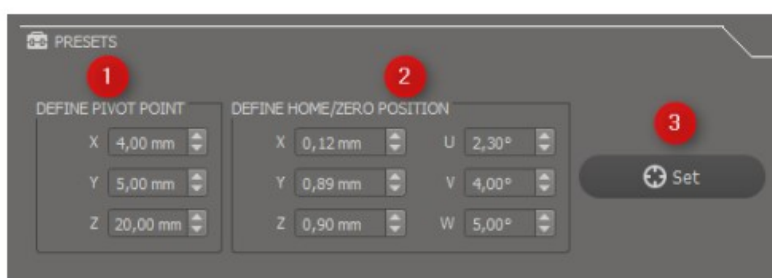 PRESETS
1
2
3
DEFINE PIVOT POINT
X 4,00 mm
Y 5,00 mm
Z 20,00 mm
DEFINE HOME/ZERO POSITION
X 0,12 mm U 2,30°
Y 0,89 mm V 4,00°
Z 0,90 mm W 5,00°
Set